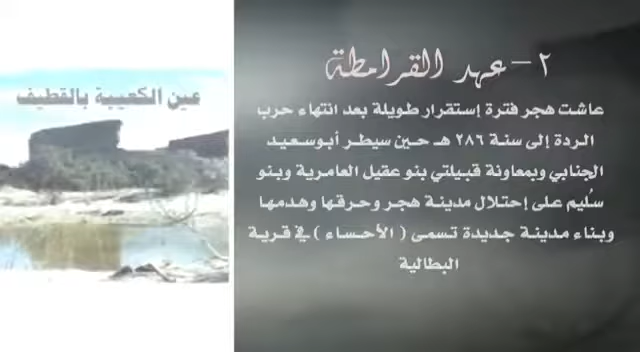 ٢ - عهد القرامطة
عاشت هجر فترة إستقرار طويلة بعد انتهاء حرب
الردة إلى سنة ٢٨٦ هـ حين سيطر أبوسعيد
الجنابي وبمعاونة قبيلتي بنو عقيل العامرية وبنو
سُليم على إحتلال مدينة هجر وحرقها وهدمها
وبناء مدينة جديدة تسمى ( الأحساء ) في قرية
البطالية
عين الكعيبة بالقطيف